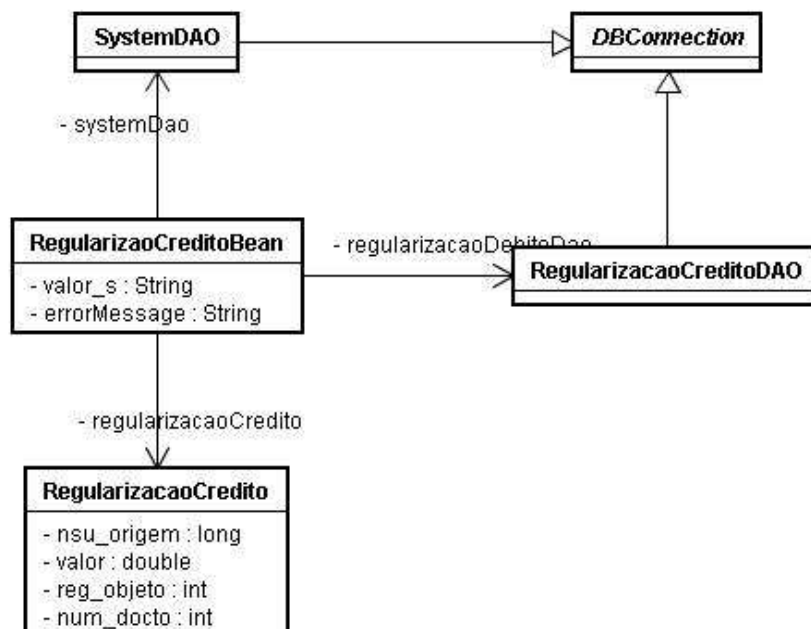 SystemDAO
DBConnection
- systemDao
RegularizaoCreditoBean
- valor_s : String
- errorMessage : String
- regularizacaoDebitoDao
RegularizacaoCreditoDAO
- regularizacaoCredito
RegularizacaoCredito
- nsu_origem : long
- valor : double
- reg_objeto : int
- num_docto : int